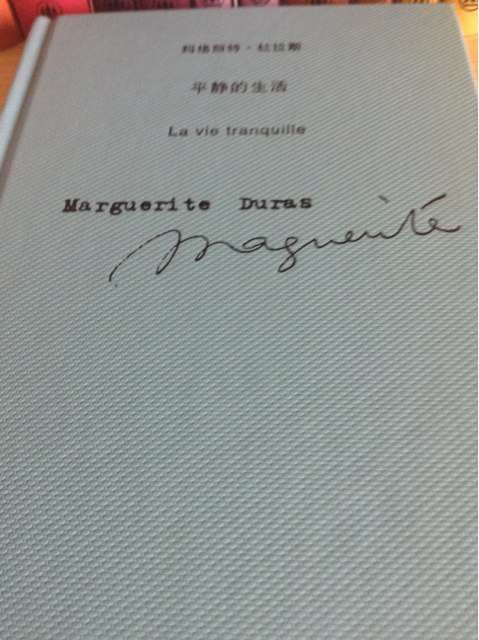 玛格丽特·杜拉斯
平静的生活
La vie tranquille
Marguerite Duras
Marguerite